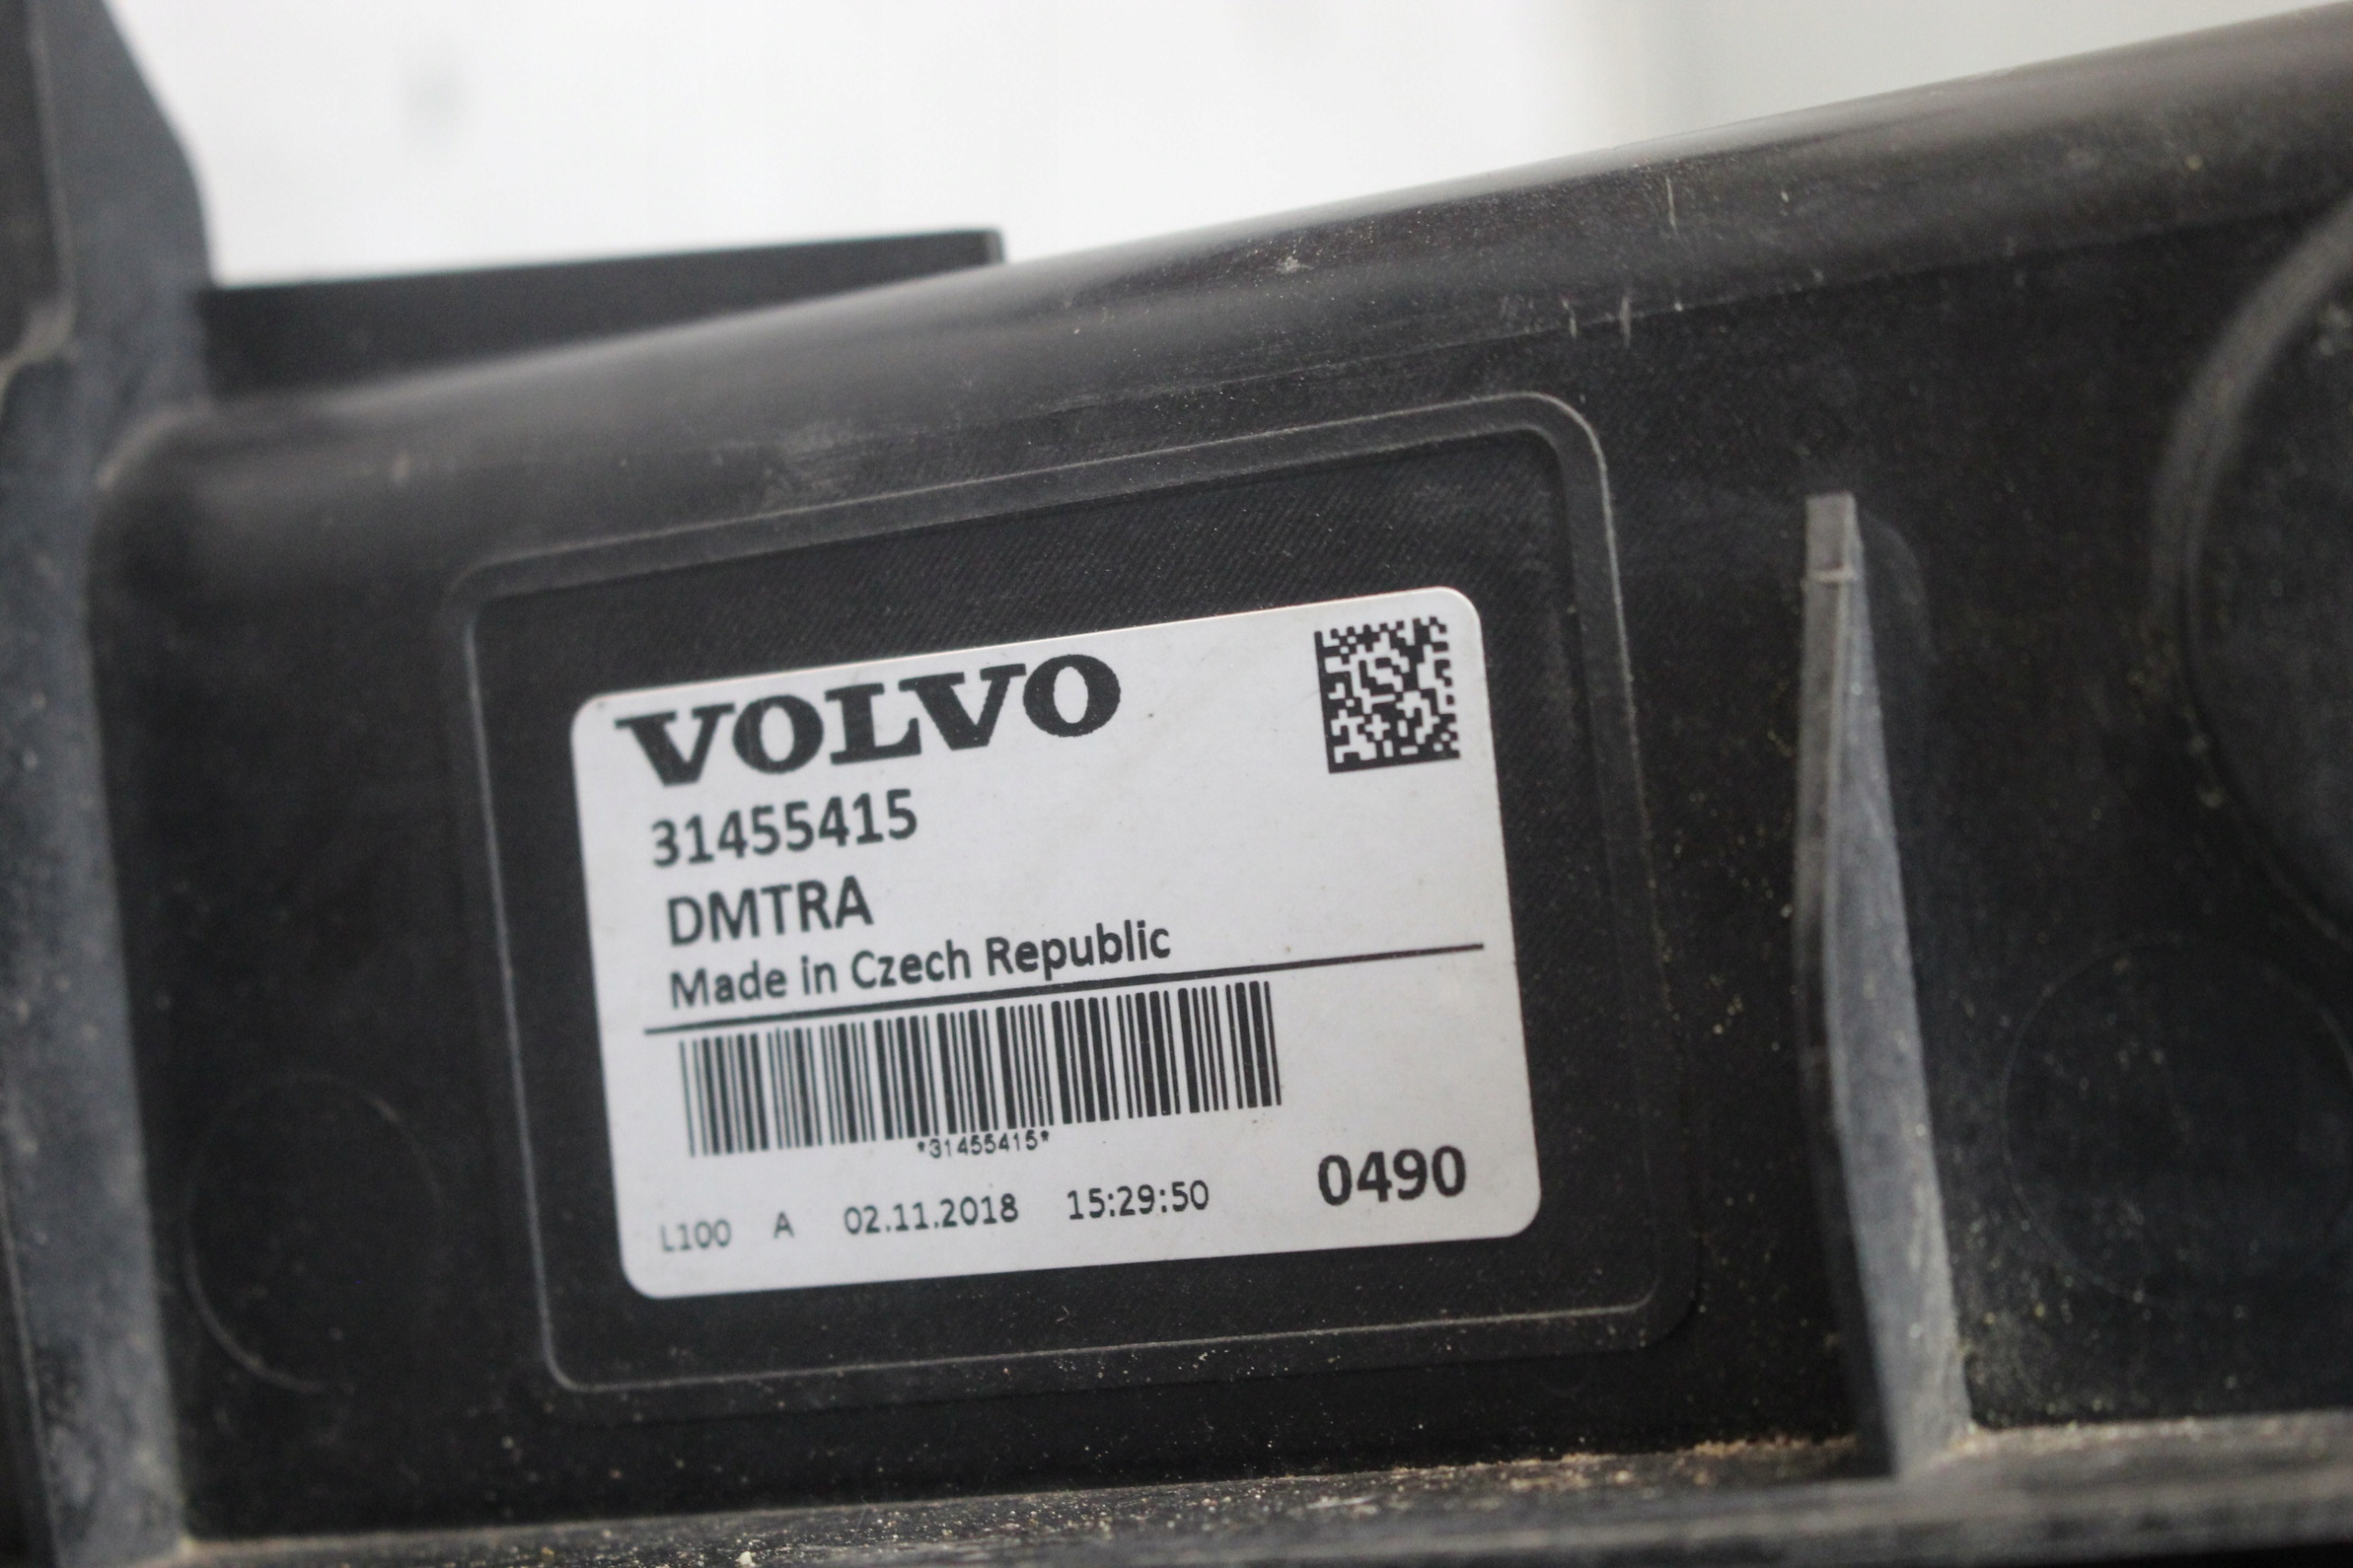 VOLVO
31455415
DMTRA
Made in Czech Republic
*31455415*
L100 A 02.11.2018 15:29:50 0490